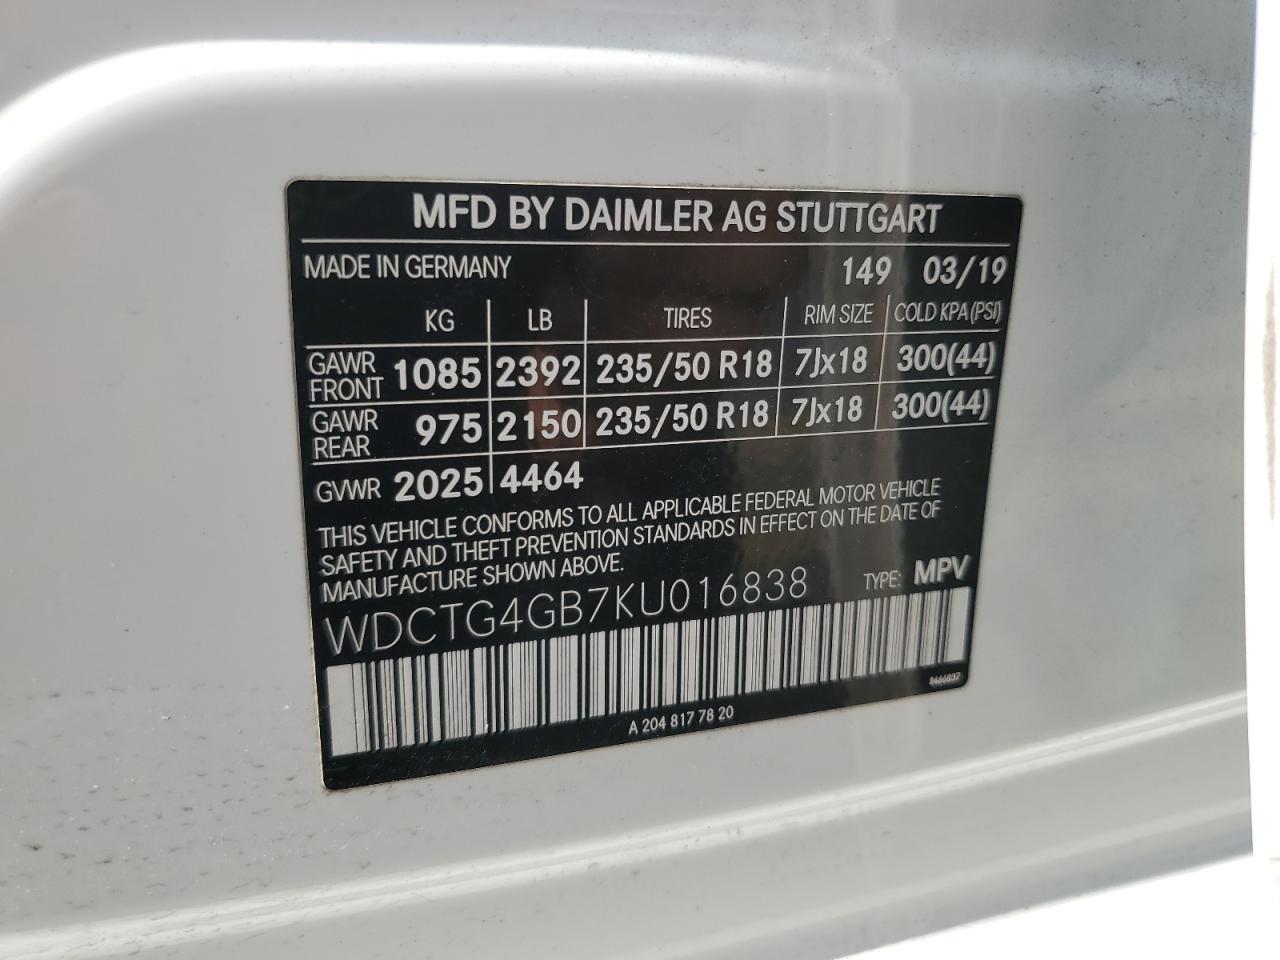 MFD BY DAIMLER AG STUTTGART
MADE IN GERMANY 149 03/19
KG LB TIRES RIM SIZE COLD KPA (PSI)
GAWR FRONT 1085 2392 235/50 R18 7Jx18 300(44)
GAWR REAR 975 2150 235/50 R18 7Jx18 300(44)
GVWR 2025 4464
THIS VEHICLE CONFORMS TO ALL APPLICABLE FEDERAL MOTOR VEHICLE
SAFETY AND THEFT PREVENTION STANDARDS IN EFFECT ON THE DATE OF
MANUFACTURE SHOWN ABOVE.
WDCTG4GB7KU016838 TYPE: MPV
8466837
A 204 817 78 20